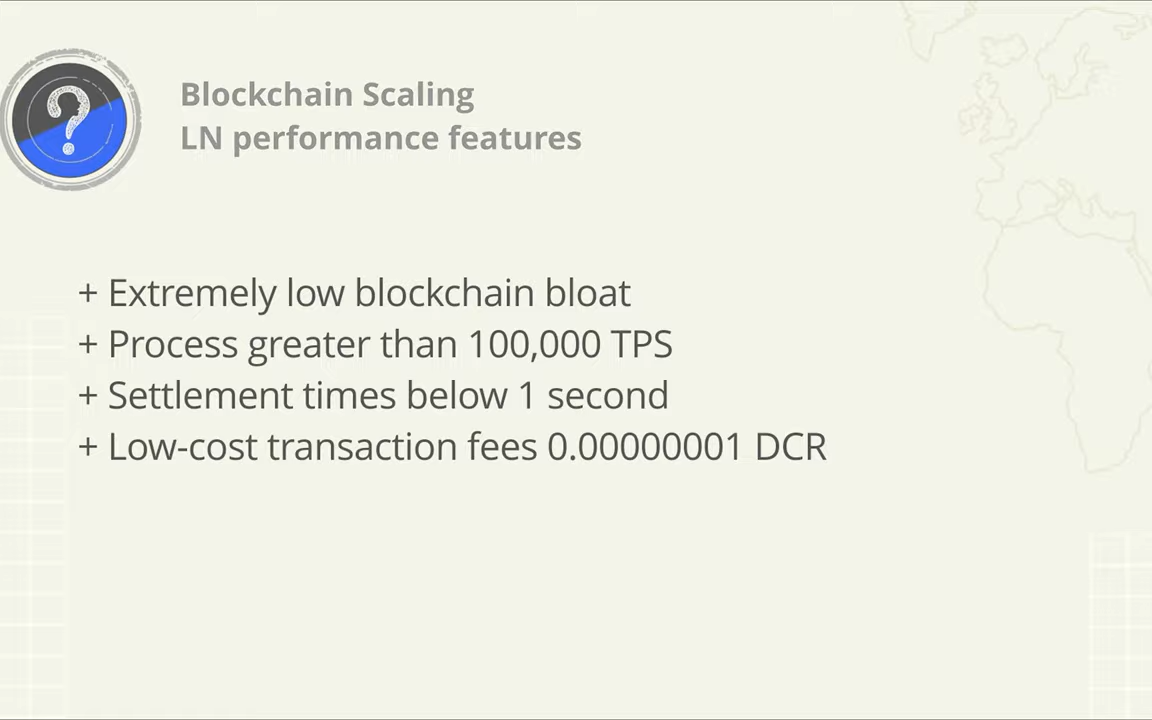 Blockchain Scaling
LN performance features
+ Extremely low blockchain bloat
+ Process greater than 100,000 TPS
+ Settlement times below 1 second
+ Low-cost transaction fees 0.00000001 DCR